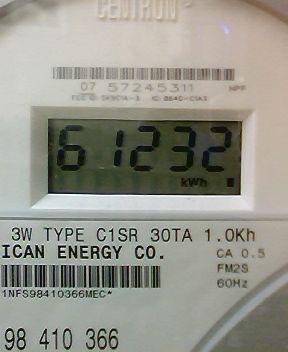 CENTRON
07 57245311
61232
kWh
3W TYPE C1SR 30TA 1.0Kh
ICAN ENERGY CO.
CA 0.5
FM2S
60Hz
1NFS98410366MEC*
98 410 366